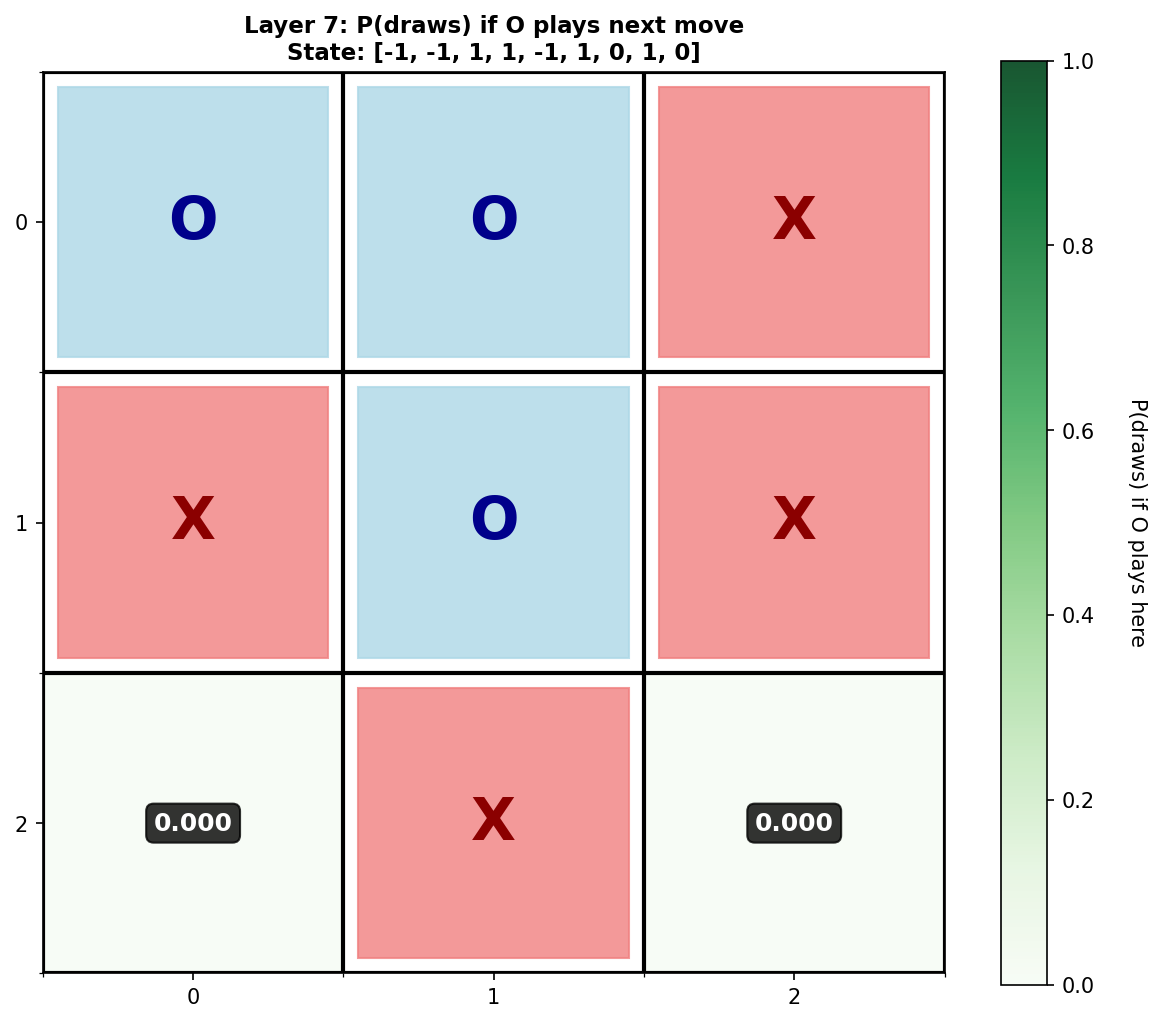 Layer 7: P(draws) if O plays next move
State: [-1, -1, 1, 1, -1, 1, 0, 1, 0]
1.0
0.8
0.6
0.4
0.2
0.0
P(draws) if O plays here
0
O
O
X
1
X
O
X
2
0.000
X
0.000
0
1
2